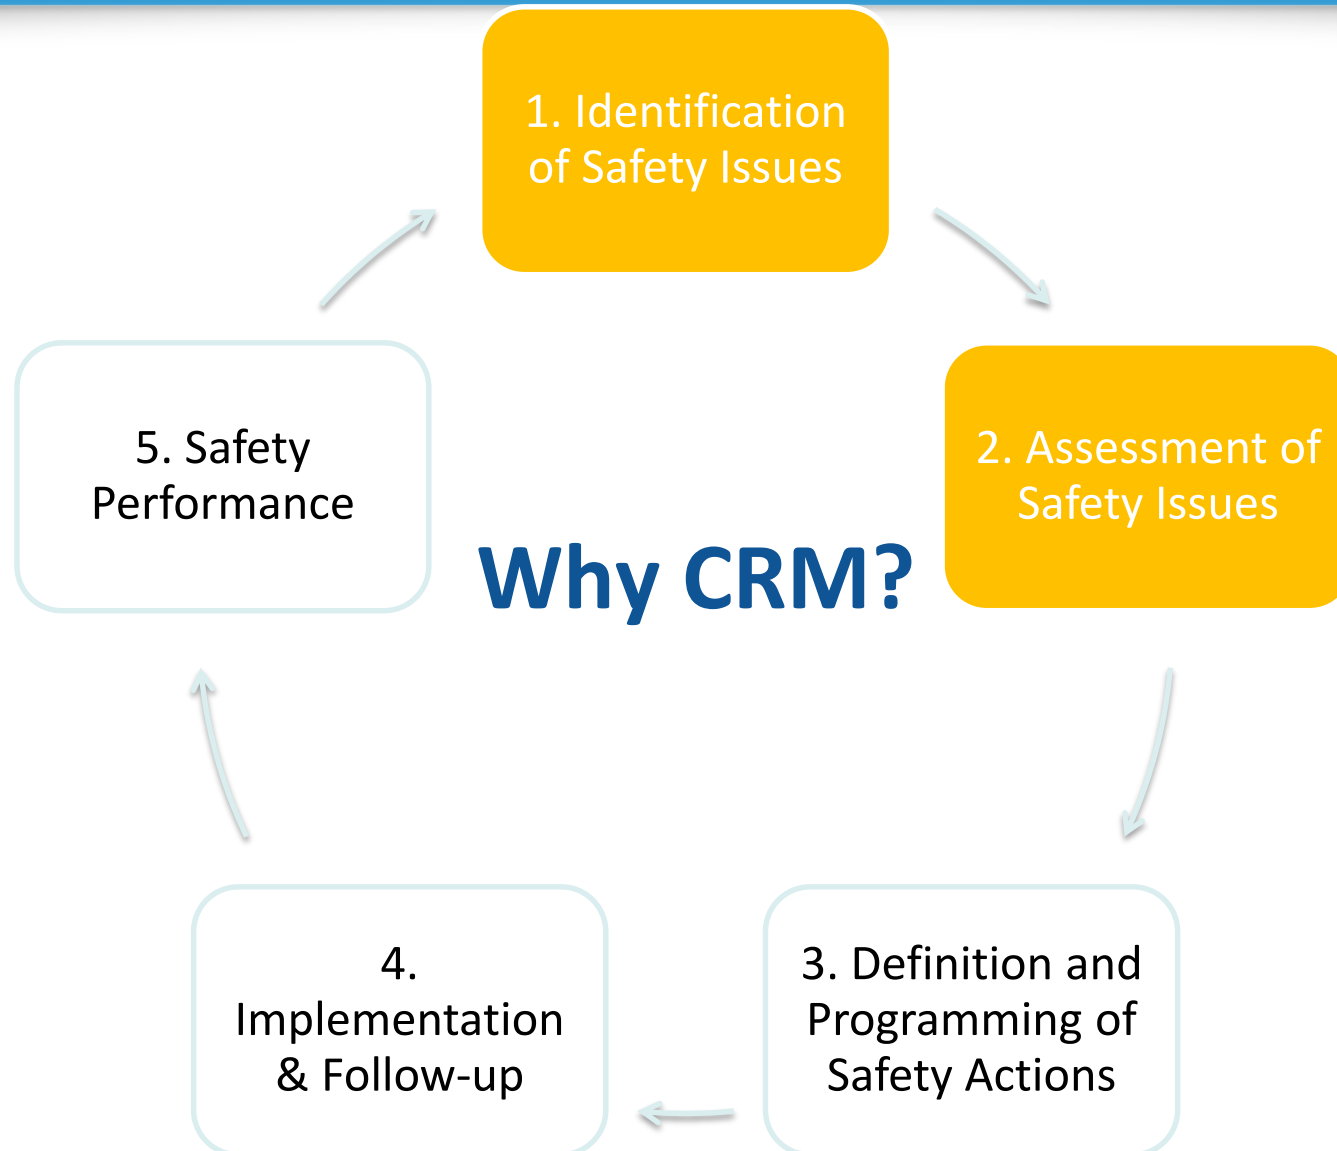 1. Identification
of Safety Issues
2. Assessment of
Safety Issues
3. Definition and
Programming of
Safety Actions
4.
Implementation
& Follow-up
5. Safety
Performance
Why CRM?